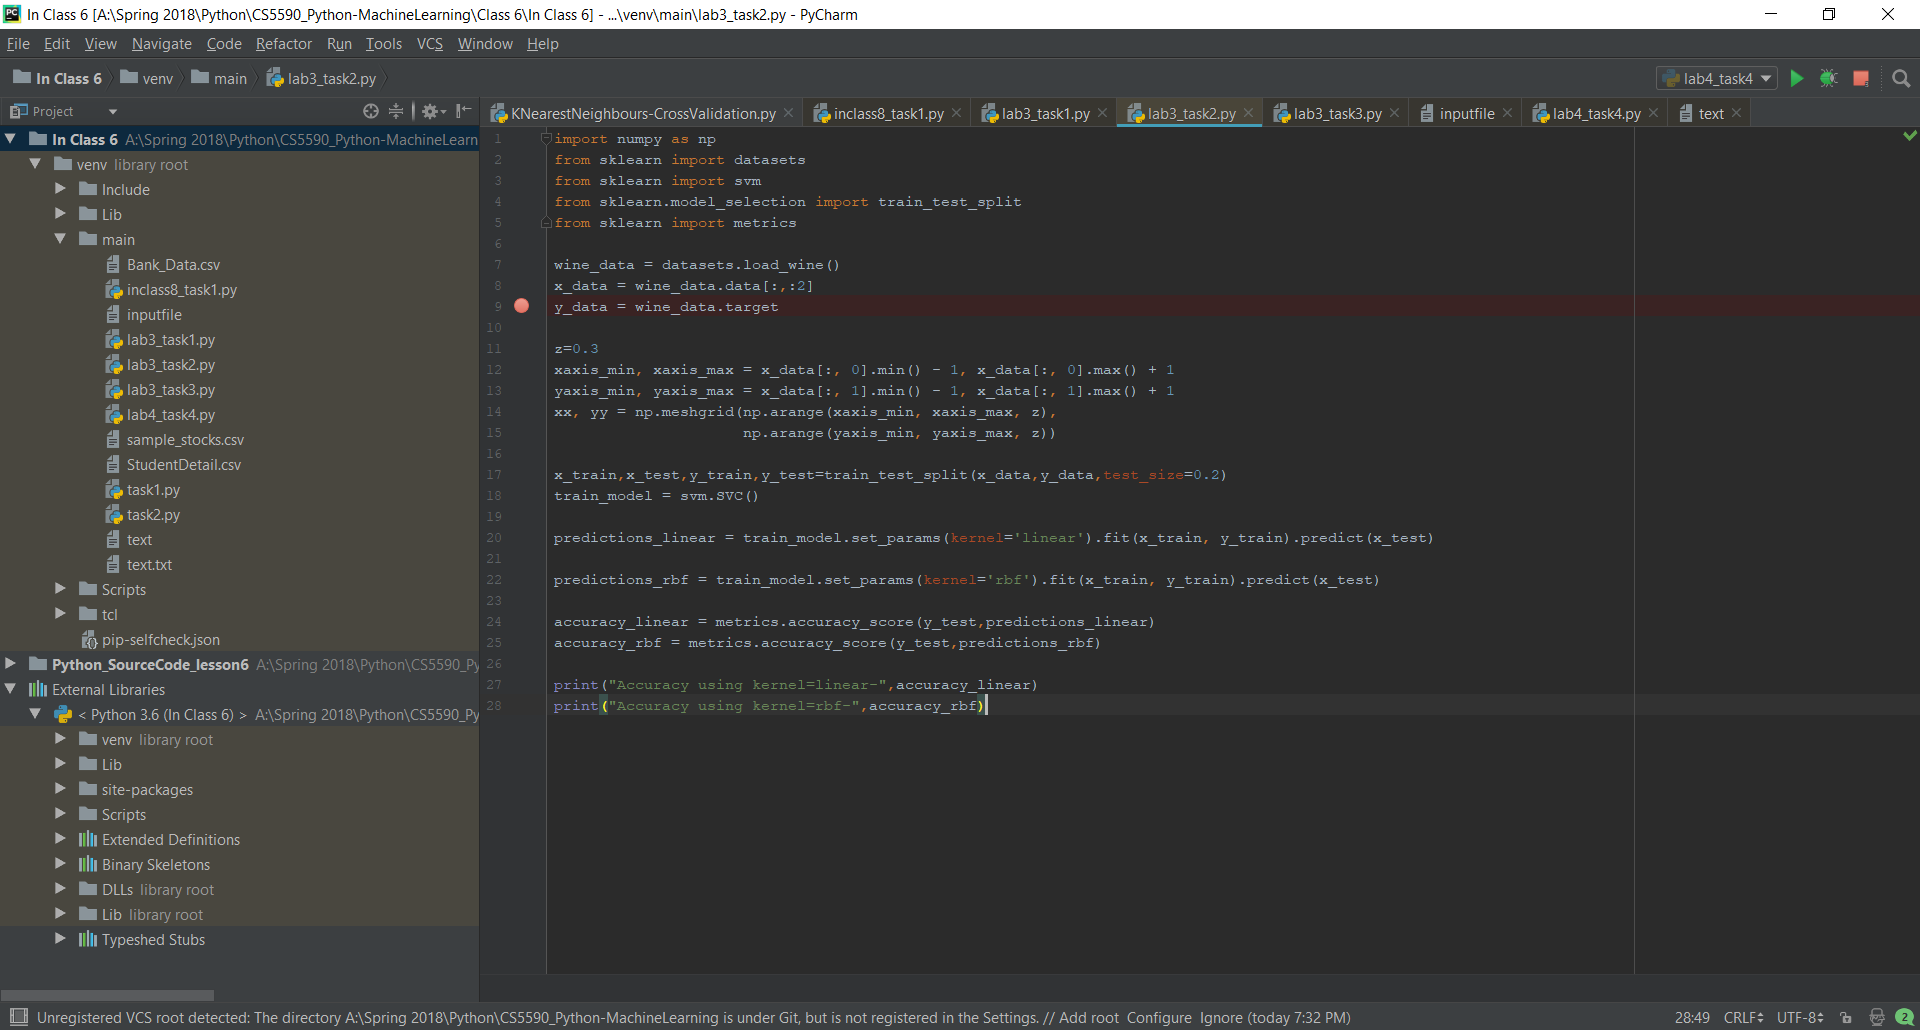 In Class 6 [A:\Spring 2018\Python\CS5590_Python-MachineLearning\Class 6\In Class 6] - ...\venv\main\lab3_task2.py - PyCharm
File Edit View Navigate Code Refactor Run Tools VCS Window Help
In Class 6 venv main lab3_task2.py lab4_task4
Project
KNearestNeighbours-CrossValidation.py inclass8_task1.py lab3_task1.py lab3_task2.py lab3_task3.py inputfile lab4_task4.py text
In Class 6 A:\Spring 2018\Python\CS5590_Python-MachineLearn
venv library root
Include
Lib
main
Bank_Data.csv
inclass8_task1.py
inputfile
lab3_task1.py
lab3_task2.py
lab3_task3.py
lab4_task4.py
sample_stocks.csv
StudentDetail.csv
task1.py
task2.py
text
text.txt
Scripts
tcl
pip-selfcheck.json
Python_SourceCode_lesson6 A:\Spring 2018\Python\CS5590_Py
External Libraries
< Python 3.6 (In Class 6) > A:\Spring 2018\Python\CS5590_Py
venv library root
Lib
site-packages
Scripts
Extended Definitions
Binary Skeletons
DLLs library root
Lib library root
Typeshed Stubs
1 import numpy as np
2 from sklearn import datasets
3 from sklearn import svm
4 from sklearn.model_selection import train_test_split
5 from sklearn import metrics
6
7 wine_data = datasets.load_wine()
8 x_data = wine_data.data[:,:2]
9 y_data = wine_data.target
10
11 z=0.3
12 xaxis_min, xaxis_max = x_data[:, 0].min() - 1, x_data[:, 0].max() + 1
13 yaxis_min, yaxis_max = x_data[:, 1].min() - 1, x_data[:, 1].max() + 1
14 xx, yy = np.meshgrid(np.arange(xaxis_min, xaxis_max, z),
15 np.arange(yaxis_min, yaxis_max, z))
16
17 x_train,x_test,y_train,y_test=train_test_split(x_data,y_data,test_size=0.2)
18 train_model = svm.SVC()
19
20 predictions_linear = train_model.set_params(kernel='linear').fit(x_train, y_train).predict(x_test)
21
22 predictions_rbf = train_model.set_params(kernel='rbf').fit(x_train, y_train).predict(x_test)
23
24 accuracy_linear = metrics.accuracy_score(y_test,predictions_linear)
25 accuracy_rbf = metrics.accuracy_score(y_test,predictions_rbf)
26
27 print("Accuracy using kernel=linear-",accuracy_linear)
28 print("Accuracy using kernel=rbf-",accuracy_rbf)
Unregistered VCS root detected: The directory A:\Spring 2018\Python\CS5590_Python-MachineLearning is under Git, but is not registered in the Settings. // Add root Configure Ignore (today 7:32 PM) 28:49 CRLF UTF-8 2